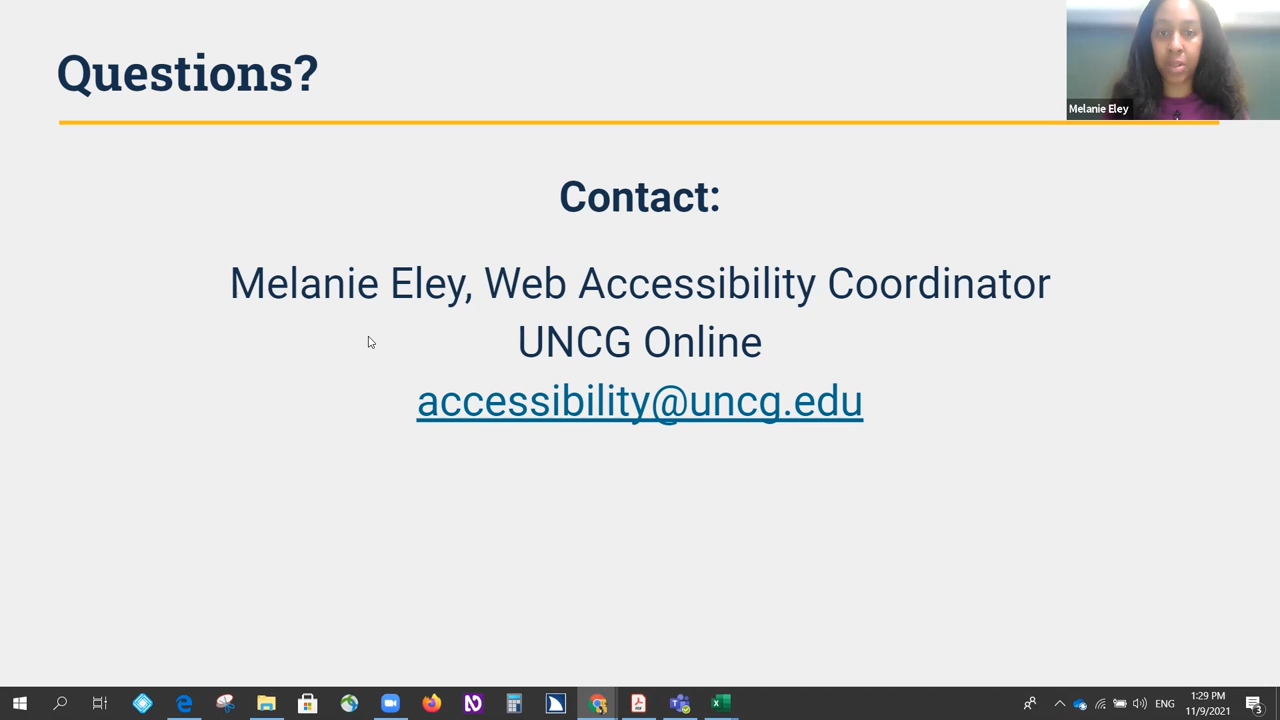 Questions?
Melanie Eley
Contact:
Melanie Eley, Web Accessibility Coordinator
UNCG Online
accessibility@uncg.edu
ENG
1:29 PM
11/9/2021
3